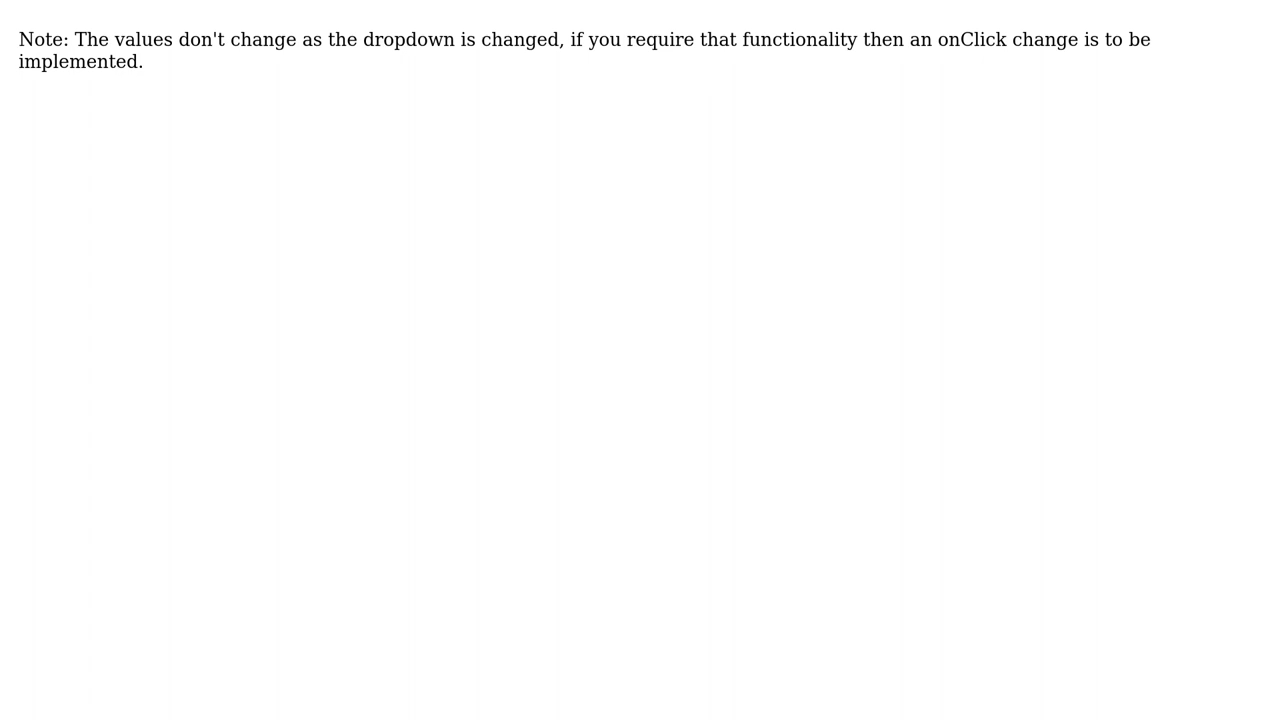 Note: The values don't change as the dropdown is changed, if you require that functionality then an onClick change is to be
implemented.